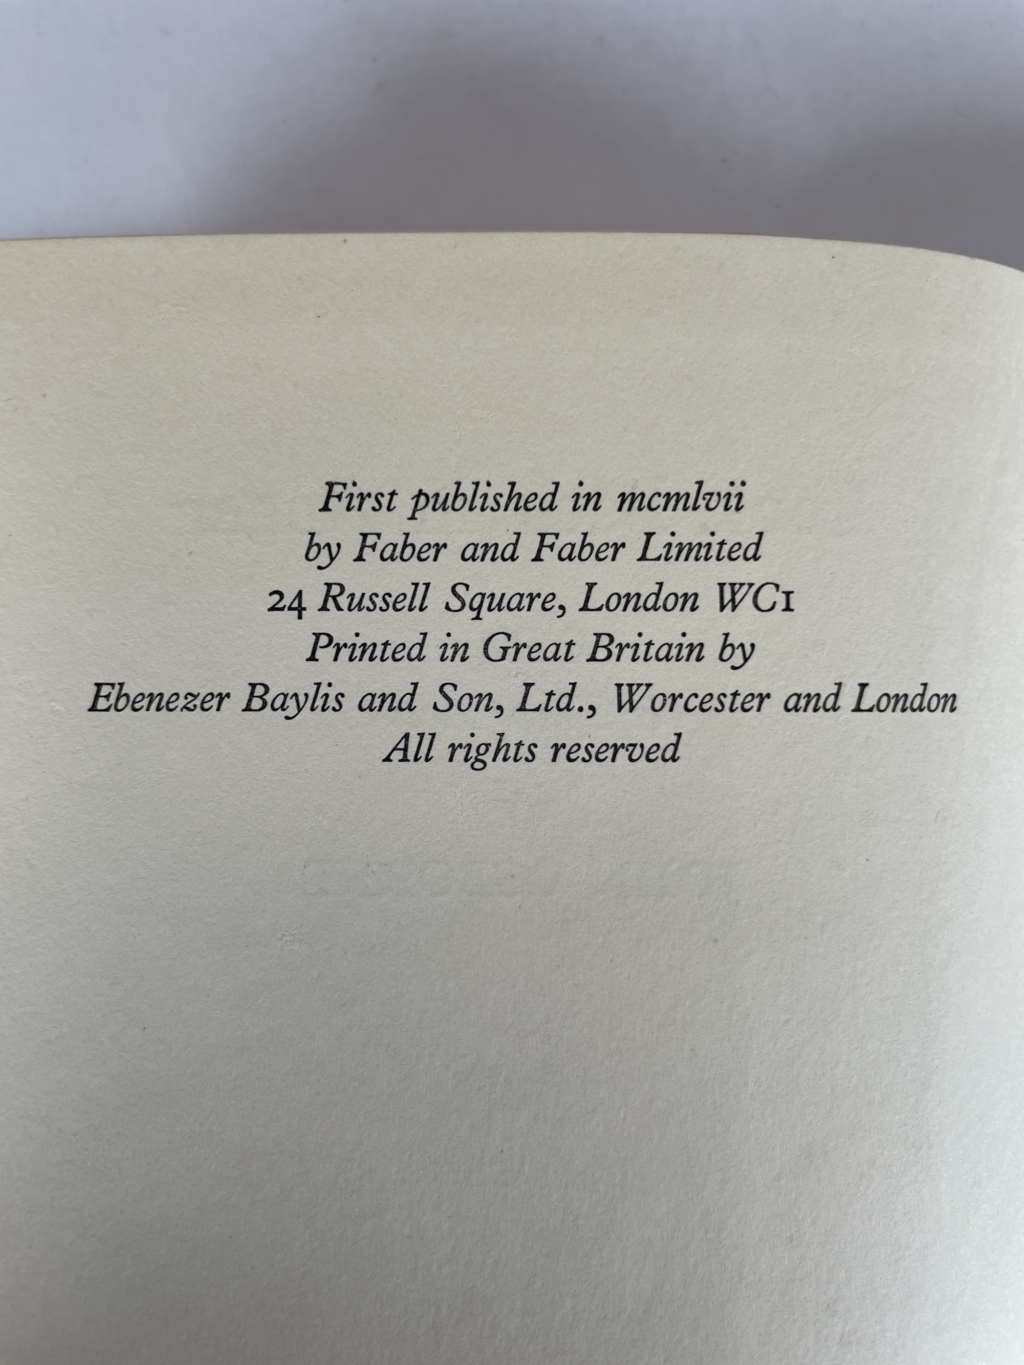 First published in mcmlvii
by Faber and Faber Limited
24 Russell Square, London WC1
Printed in Great Britain by
Ebenezer Baylis and Son, Ltd., Worcester and London
All rights reserved